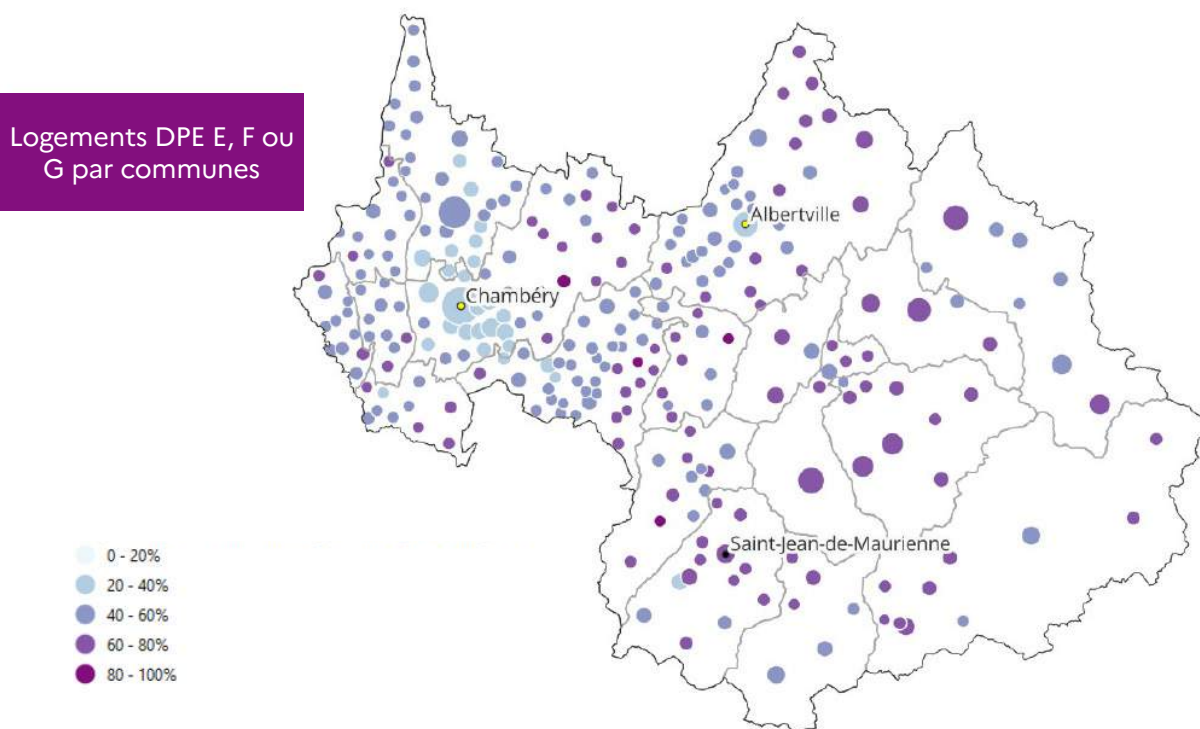 Logements DPE E, F ou
G par communes
Albertville
Chambéry
Saint-Jean-de-Maurienne
0 - 20%
20 - 40%
40 - 60%
60 - 80%
80 - 100%